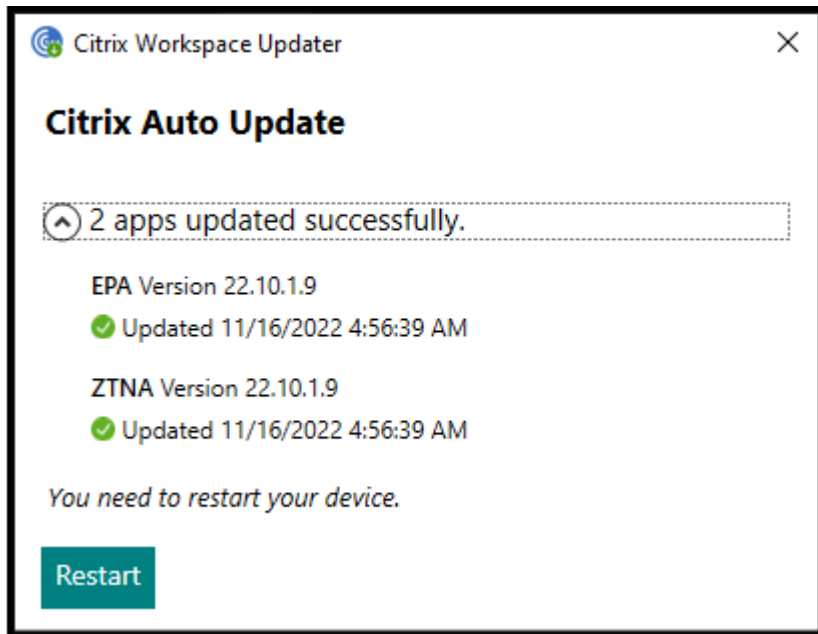 Citrix Workspace Updater
Citrix Auto Update
2 apps updated successfully.
EPA Version 22.10.1.9
Updated 11/16/2022 4:56:39 AM
ZTNA Version 22.10.1.9
Updated 11/16/2022 4:56:39 AM
You need to restart your device.
Restart